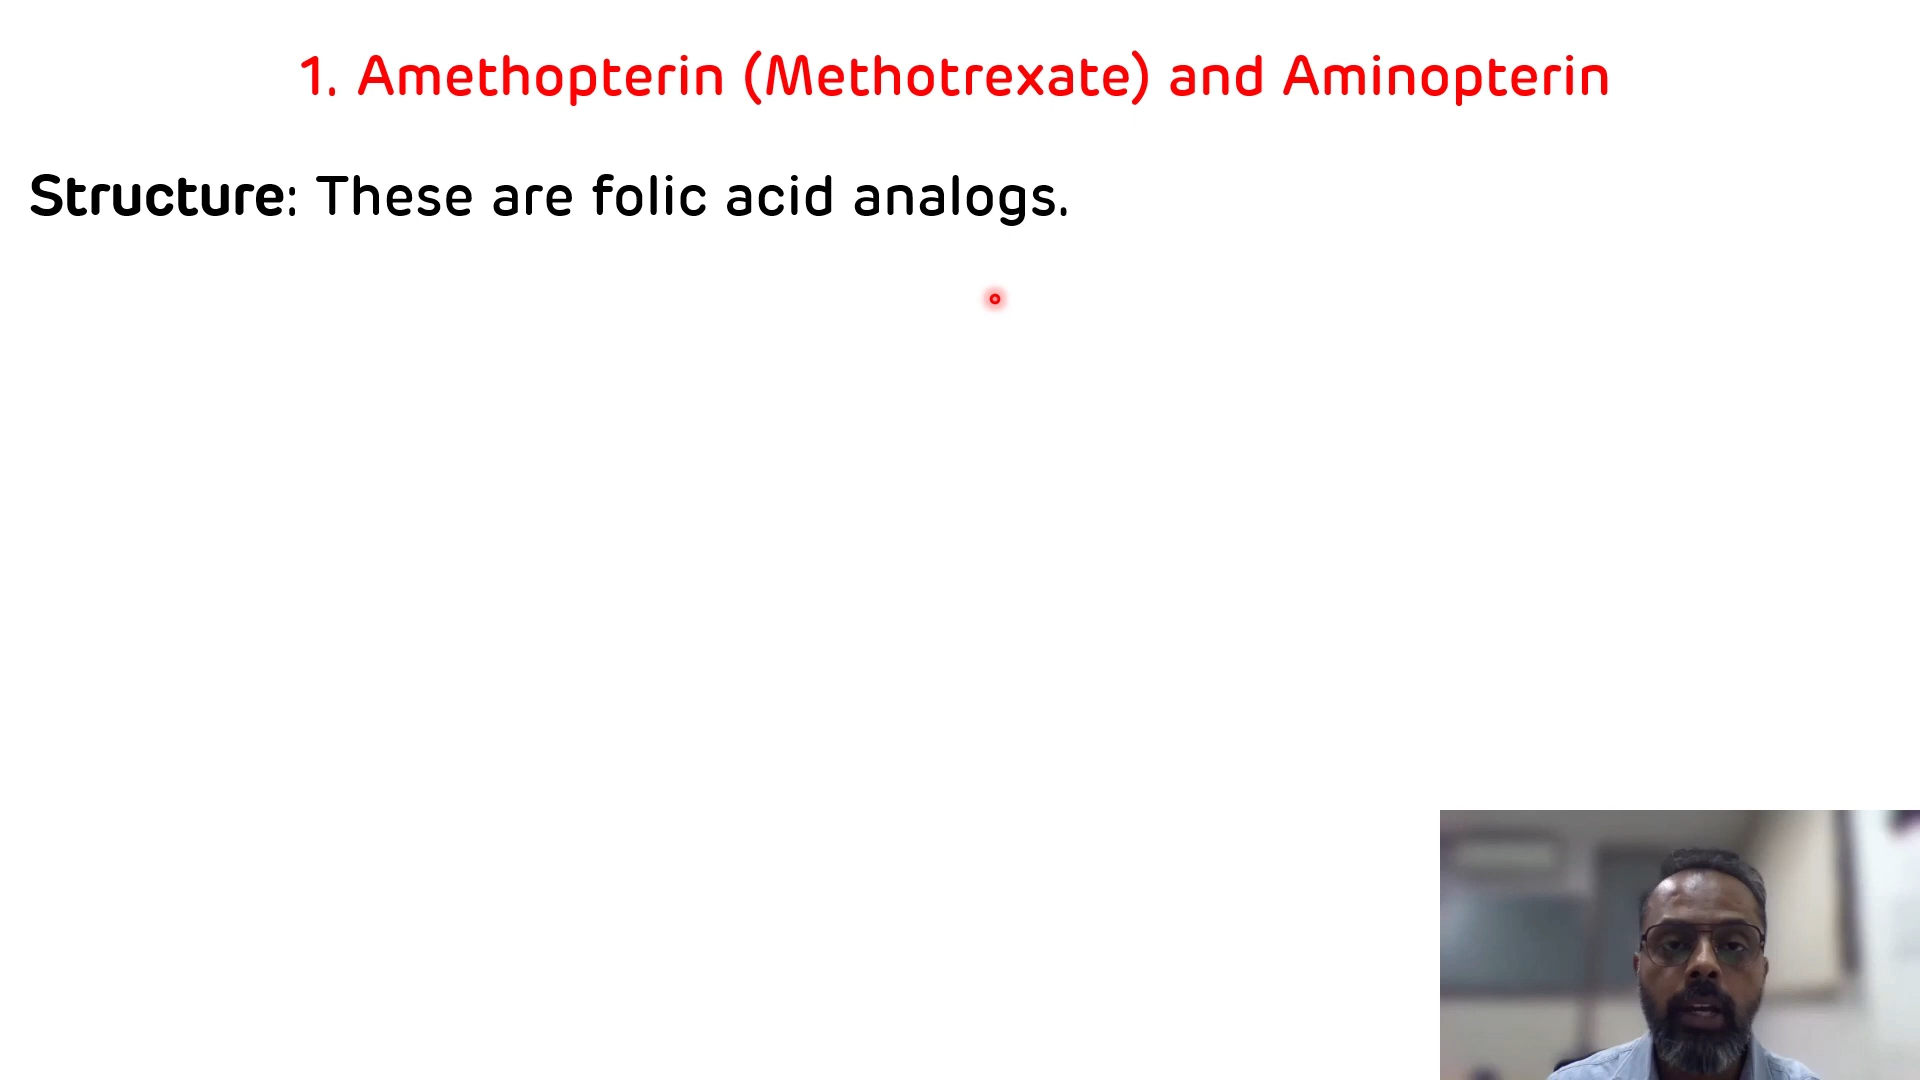 1. Amethopterin (Methotrexate) and Aminopterin
Structure: These are folic acid analogs.